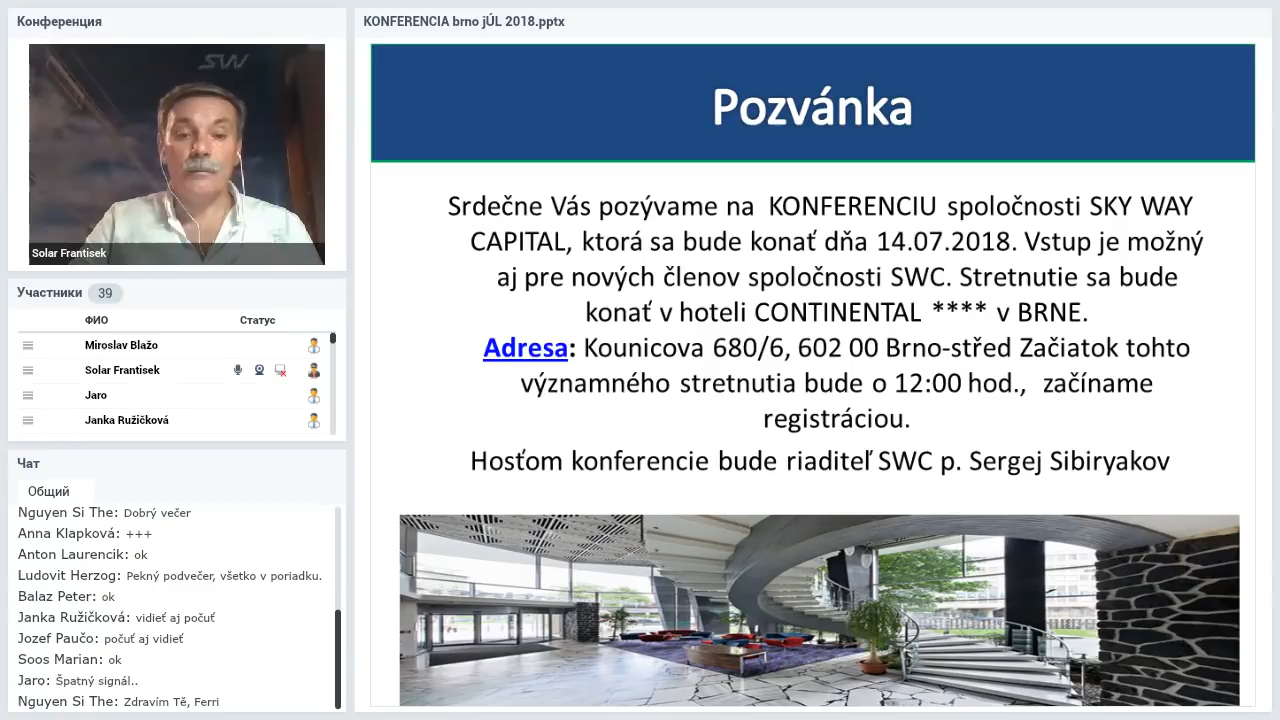 Конференция
SW
Solar Frantisek
Участники 39
ФИО Статус
Miroslav Blažo
Solar Frantisek
Jaro
Janka Ružičková
Чат
Общий
Nguyen Si The: Dobrý večer
Anna Klapková: +++
Anton Laurencik: ok
Ludovit Herzog: Pekný podvečer, všetko v poriadku.
Balaz Peter: ok
Janka Ružičková: vidieť aj počuť
Jozef Paučo: počuť aj vidieť
Soos Marian: ok
Jaro: Špatný signál..
Nguyen Si The: Zdravím Tě, Ferri
KONFERENCIA brno jÚL 2018.pptx
Pozvánka
Srdečne Vás pozývame na KONFERENCIU spoločnosti SKY WAY
CAPITAL, ktorá sa bude konať dňa 14.07.2018. Vstup je možný
aj pre nových členov spoločnosti SWC. Stretnutie sa bude
konať v hoteli CONTINENTAL **** v BRNE.
Adresa: Kounicova 680/6, 602 00 Brno-střed Začiatok tohto
významného stretnutia bude o 12:00 hod., začíname
registráciou.
Hosťom konferencie bude riaditeľ SWC p. Sergej Sibiryakov